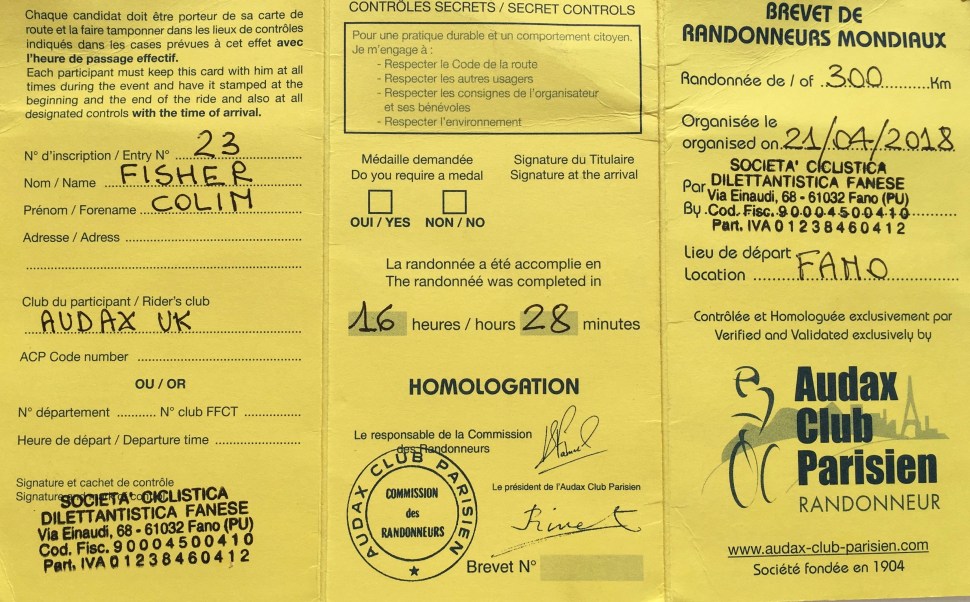 Chaque candidat doit être porteur de sa carte de
route et la faire tamponner dans les lieux de contrôles
indiqués dans les cases prévues à cet effet avec
l'heure de passage effectif.
Each participant must keep this card with him at all
times during the event and have it stamped at the
beginning and the end of the ride and also at all
designated controls with the time of arrival.
N° d'inscription / Entry N° 23
Nom / Name FISHER
Prénom / Forename COLIN
Adresse / Adress
Club du participant / Rider's club
AUDAX UK
ACP Code number
OU / OR
N° département N° club FFCT
Heure de départ / Departure time
Signature et cachet de contrôle
Signature
SOCIETA' CICLISTICA
DILETTANTISTICA FANESE
Via Einaudi, 68 - 61032 Fano (PU)
Cod. Fisc. 90004500410
Part. IVA 01238460412
CONTRÔLES SECRETS / SECRET CONTROLS
Pour une pratique durable et un comportement citoyen.
Je m'engage à :
- Respecter le Code de la route
- Respecter les autres usagers
- Respecter les consignes de l'organisateur
et ses bénévoles
- Respecter l'environnement
Médaille demandée
Do you require a medal
OUI / YES NON / NO
Signature du Titulaire
Signature at the arrival
La randonnée a été accomplie en
The randonnéé was completed in
16 heures / hours 28 minutes
HOMOLOGATION
Le responsable de la Commission
des Randonneurs
Le président de l'Audax Club Parisien
AUDAX CLUB PARISIEN
COMMISSION
des
RANDONNEURS
Brevet N°
BREVET DE
RANDONNEURS MONDIAUX
Randonnée de / of 300 Km
Organisée le
organised on 21/04/2018
SOCIETA' CICLISTICA
Par DILETTANTISTICA FANESE
Via Einaudi, 68 - 61032 Fano (PU)
By Cod. Fisc. 90004500410
Part. IVA 01238460412
Lieu de départ
Location FANO
Contrôlée et Homologuée exclusivement par
Verified and Validated exclusively by
Audax
Club
Parisien
RANDONNEUR
www.audax-club-parisien.com
Société fondée en 1904